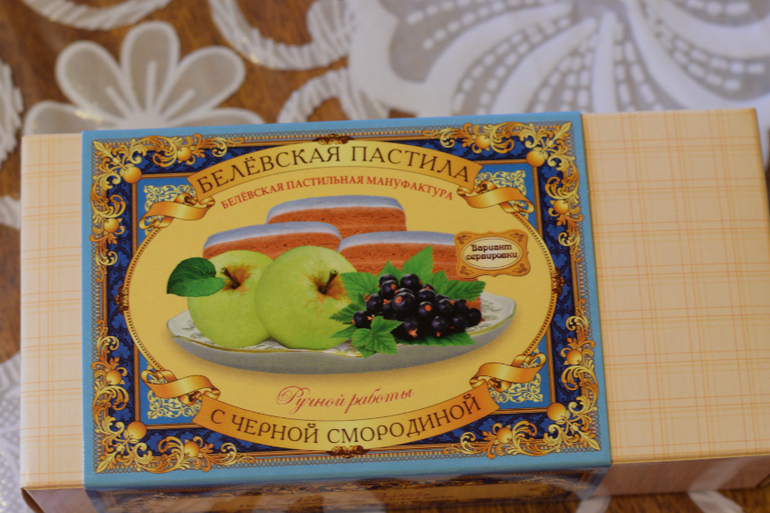 БЕЛЁВСКАЯ ПАСТИЛА
БЕЛЁВСКАЯ ПАСТИЛЬНАЯ МАНУФАКТУРА
Вариант
сервировки
Ручной работы
С ЧЕРНОЙ СМОРОДИНОЙ